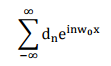 ∞
∑ dₙe^{inw₀x}
−∞